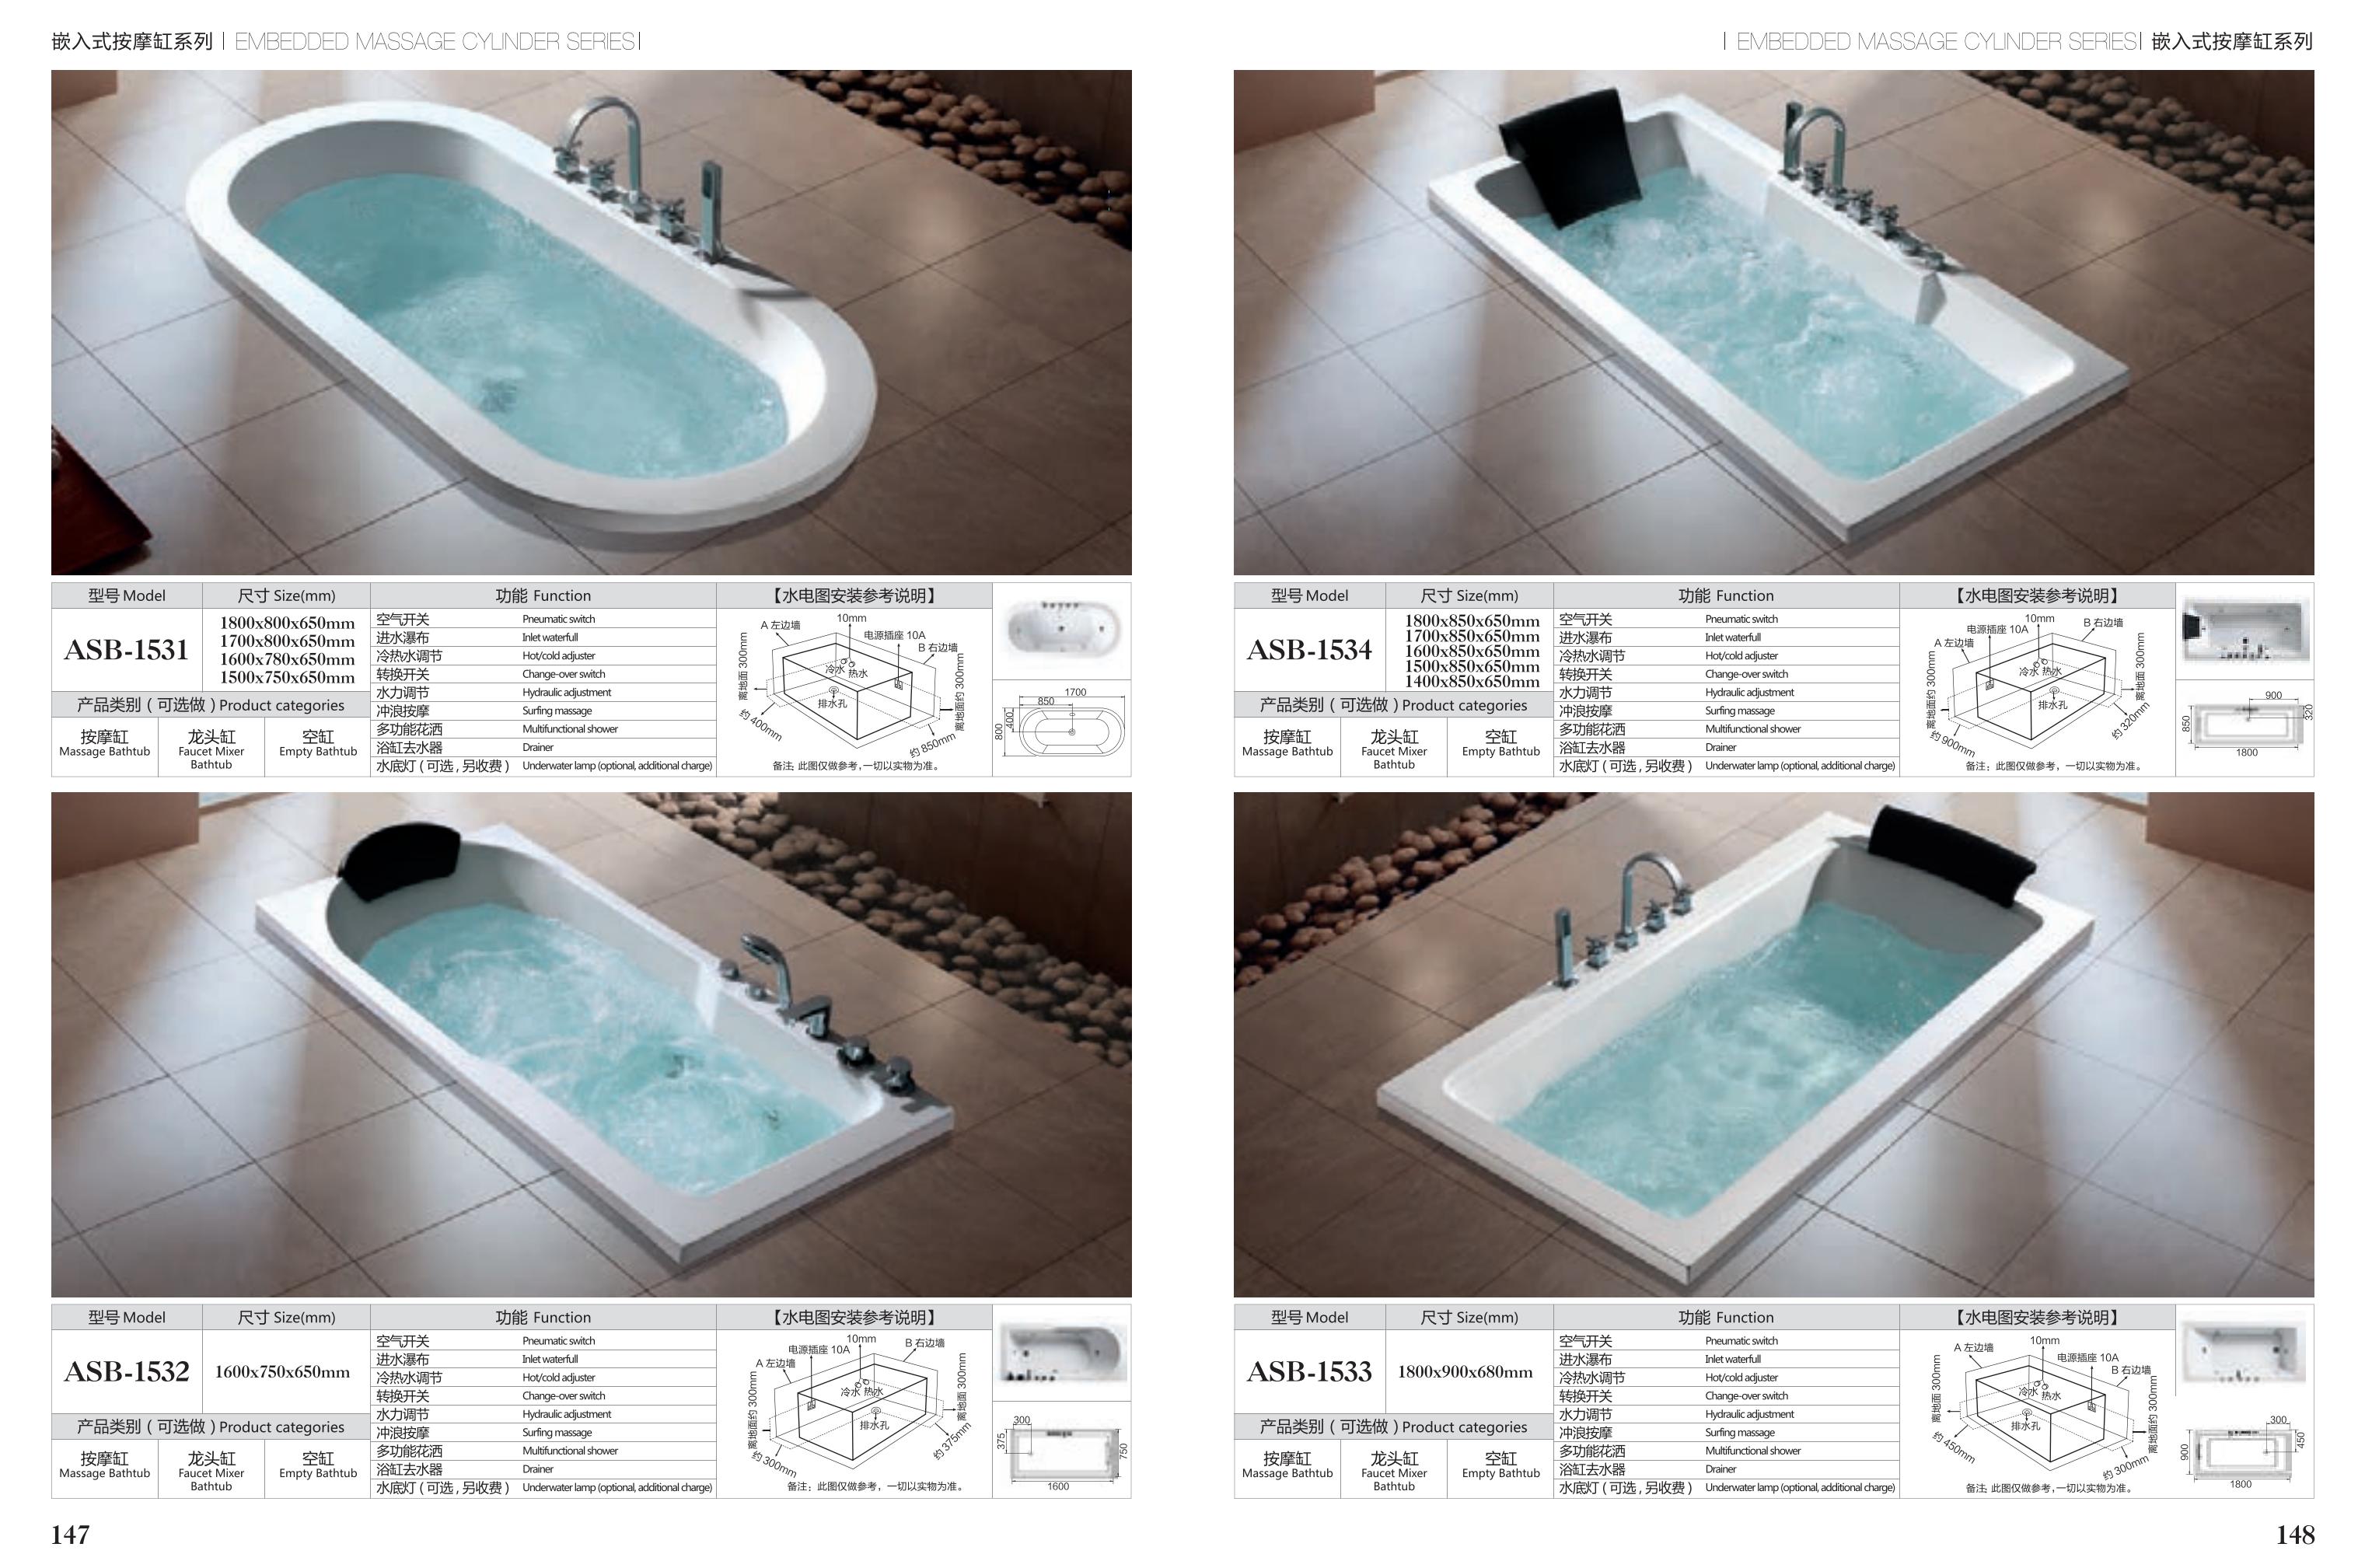 嵌入式按摩缸系列 | EMBEDDED MASSAGE CYLINDER SERIES|
型号 Model
尺寸 Size(mm)
功能 Function
【水电图安装参考说明】
ASB-1531
1800x800x650mm
1700x800x650mm
1600x780x650mm
1500x750x650mm
产品类别 ( 可选做 ) Product categories
按摩缸
Massage Bathtub
龙头缸
Faucet Mixer
Bathtub
空缸
Empty Bathtub
空气开关 Pneumatic switch
进水瀑布 Inlet waterfull
冷热水调节 Hot/cold adjuster
转换开关 Change-over switch
水力调节 Hydraulic adjustment
冲浪按摩 Surfing massage
多功能花洒 Multifunctional shower
浴缸去水器 Drainer
水底灯 ( 可选 , 另收费 ) Underwater lamp (optional, additional charge)
10mm
A 左边墙
电源插座 10A
B 右边墙
离地面 300mm
冷水 热水
排水孔
离地面约 300mm
约 400mm
约 850mm
备注: 此图仅做参考，一切以实物为准。
1700
850
800
400
型号 Model
尺寸 Size(mm)
功能 Function
【水电图安装参考说明】
ASB-1532
1600x750x650mm
产品类别 ( 可选做 ) Product categories
按摩缸
Massage Bathtub
龙头缸
Faucet Mixer
Bathtub
空缸
Empty Bathtub
空气开关 Pneumatic switch
进水瀑布 Inlet waterfull
冷热水调节 Hot/cold adjuster
转换开关 Change-over switch
水力调节 Hydraulic adjustment
冲浪按摩 Surfing massage
多功能花洒 Multifunctional shower
浴缸去水器 Drainer
水底灯 ( 可选 , 另收费 ) Underwater lamp (optional, additional charge)
10mm
电源插座 10A
B 右边墙
A 左边墙
离地面约 300mm
冷水 热水
排水孔
离地面 300mm
约 300mm
约 375mm
备注：此图仅做参考，一切以实物为准。
300
375
750
1600
147
| EMBEDDED MASSAGE CYLINDER SERIES| 嵌入式按摩缸系列
型号 Model
尺寸 Size(mm)
功能 Function
【水电图安装参考说明】
ASB-1534
1800x850x650mm
1700x850x650mm
1600x850x650mm
1500x850x650mm
1400x850x650mm
产品类别 ( 可选做 ) Product categories
按摩缸
Massage Bathtub
龙头缸
Faucet Mixer
Bathtub
空缸
Empty Bathtub
空气开关 Pneumatic switch
进水瀑布 Inlet waterfull
冷热水调节 Hot/cold adjuster
转换开关 Change-over switch
水力调节 Hydraulic adjustment
冲浪按摩 Surfing massage
多功能花洒 Multifunctional shower
浴缸去水器 Drainer
水底灯 ( 可选 , 另收费 ) Underwater lamp (optional, additional charge)
10mm
电源插座 10A
B 右边墙
A 左边墙
离地面约 300mm
冷水 热水
排水孔
离地面 300mm
约 900mm
约 320mm
备注：此图仅做参考，一切以实物为准。
900
320
850
1800
型号 Model
尺寸 Size(mm)
功能 Function
【水电图安装参考说明】
ASB-1533
1800x900x680mm
产品类别 ( 可选做 ) Product categories
按摩缸
Massage Bathtub
龙头缸
Faucet Mixer
Bathtub
空缸
Empty Bathtub
空气开关 Pneumatic switch
进水瀑布 Inlet waterfull
冷热水调节 Hot/cold adjuster
转换开关 Change-over switch
水力调节 Hydraulic adjustment
冲浪按摩 Surfing massage
多功能花洒 Multifunctional shower
浴缸去水器 Drainer
水底灯 ( 可选 , 另收费 ) Underwater lamp (optional, additional charge)
10mm
A 左边墙
电源插座 10A
B 右边墙
离地面 300mm
冷水 热水
排水孔
离地面约 300mm
约 450mm
约 300mm
备注: 此图仅做参考，一切以实物为准。
300
450
900
1800
148